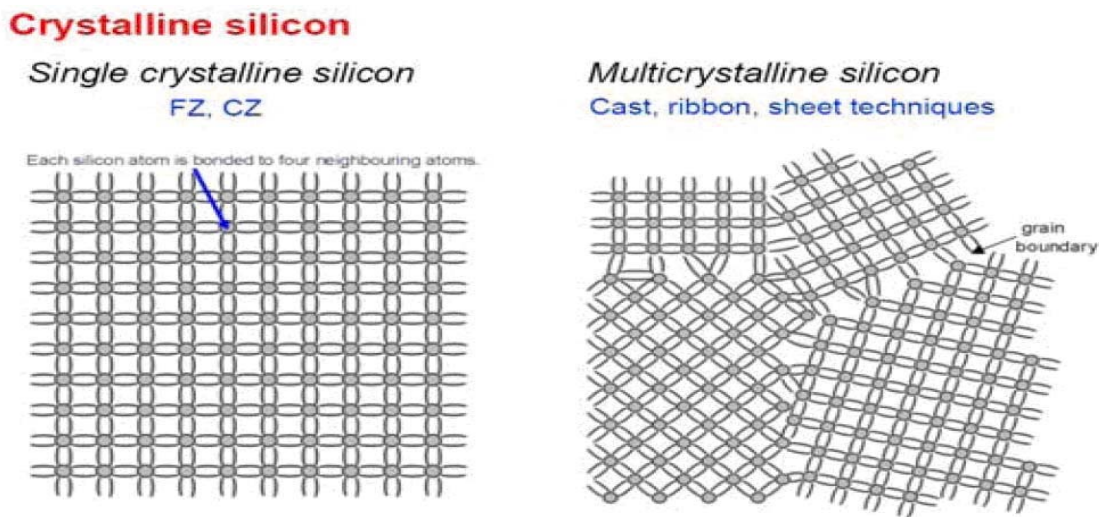 Crystalline silicon
Single crystalline silicon
FZ, CZ
Each silicon atom is bonded to four neighbouring atoms.
Multicrystalline silicon
Cast, ribbon, sheet techniques
grain
boundary